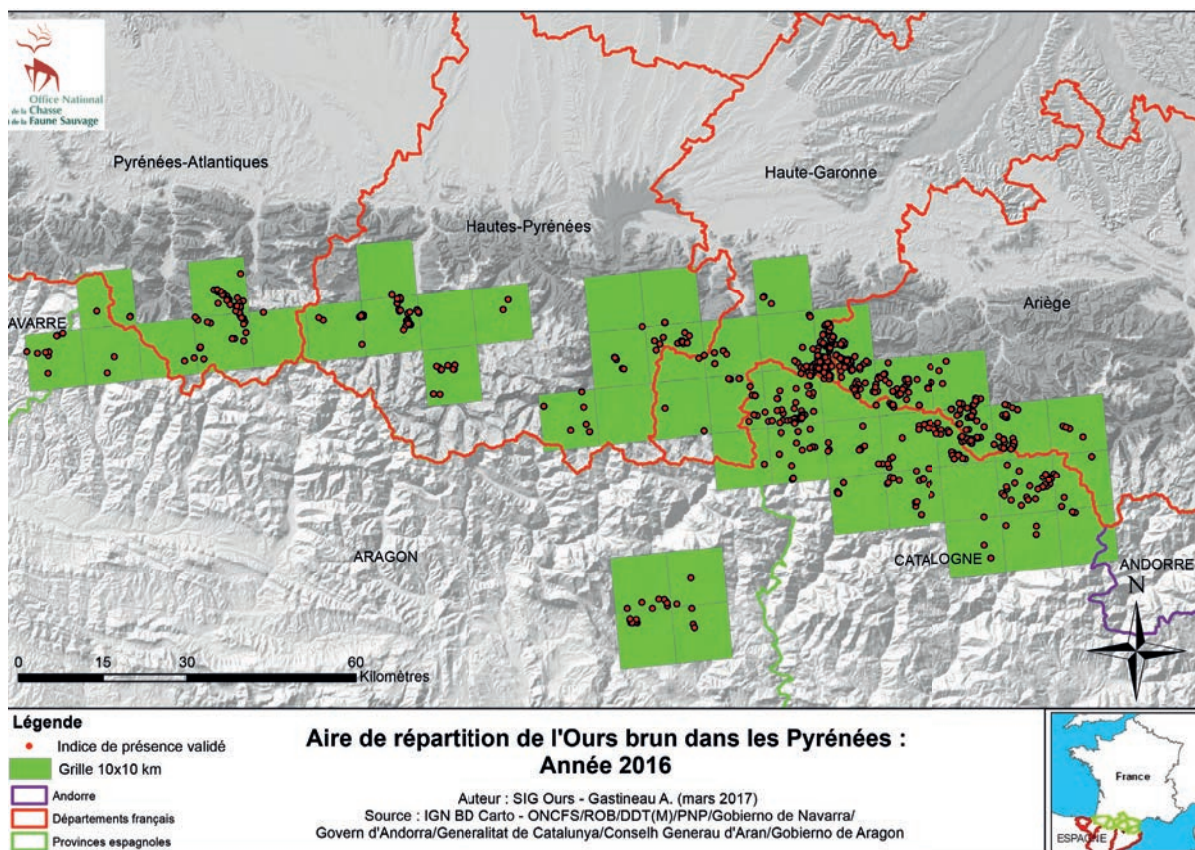 Office National
de la Chasse
et de la Faune Sauvage
Pyrénées-Atlantiques
Haute-Garonne
Hautes-Pyrénées
Ariège
AVARRE
ARAGON
CATALOGNE
ANDORRE
N
0 15 30 60
Kilomètres
Légende
Indice de présence validé
Grille 10x10 km
Andorre
Départements français
Provinces espagnoles
Aire de répartition de l'Ours brun dans les Pyrénées :
Année 2016
Auteur : SIG Ours - Gastineau A. (mars 2017)
Source : IGN BD Carto - ONCFS/ROB/DDT(M)/PNP/Gobierno de Navarra/
Govern d'Andorra/Generalitat de Catalunya/Conselh Generau d'Aran/Gobierno de Aragon
France
ESPAGNE